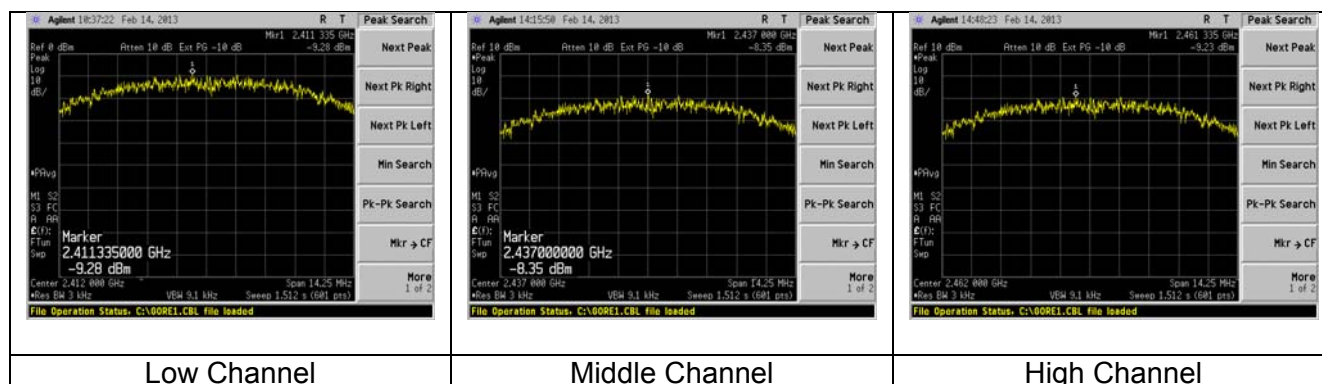 Agilent 10:37:22 Feb 14, 2013 R T Peak Search
Mkr1 2.411 335 GHz
Ref 0 dBm Atten 10 dB Ext PG -10 dB -9.28 dBm
Peak
Log
10
dB/
1
•PAvg
M1 S2
S3 FC
A AA
£(f):
FTun
Swp
Marker
2.411335000 GHz
-9.28 dBm
Center 2.412 000 GHz Span 14.25 MHz
•Res BW 3 kHz VBW 9.1 kHz Sweep 1.512 s (601 pts)
File Operation Status, C:\GORE1.CBL file loaded
Next Peak
Next Pk Right
Next Pk Left
Min Search
Pk-Pk Search
Mkr → CF
More
1 of 2
Low Channel
Agilent 14:15:50 Feb 14, 2013 R T Peak Search
Mkr1 2.437 000 GHz
Ref 10 dBm Atten 10 dB Ext PG -10 dB -8.35 dBm
•Peak
Log
10
dB/
1
•PAvg
M1 S2
S3 FC
A AA
£(f):
FTun
Swp
Marker
2.437000000 GHz
-8.35 dBm
Center 2.437 000 GHz Span 14.25 MHz
•Res BW 3 kHz VBW 9.1 kHz Sweep 1.512 s (601 pts)
File Operation Status, C:\GORE1.CBL file loaded
Next Peak
Next Pk Right
Next Pk Left
Min Search
Pk-Pk Search
Mkr → CF
More
1 of 2
Middle Channel
Agilent 14:48:23 Feb 14, 2013 R T Peak Search
Mkr1 2.461 335 GHz
Ref 10 dBm Atten 10 dB Ext PG -10 dB -9.23 dBm
•Peak
Log
10
dB/
1
•PAvg
M1 S2
S3 FC
A AA
£(f):
FTun
Swp
Center 2.462 000 GHz Span 14.25 MHz
•Res BW 3 kHz VBW 9.1 kHz Sweep 1.512 s (601 pts)
File Operation Status, C:\GORE1.CBL file loaded
Next Peak
Next Pk Right
Next Pk Left
Min Search
Pk-Pk Search
Mkr → CF
More
1 of 2
High Channel